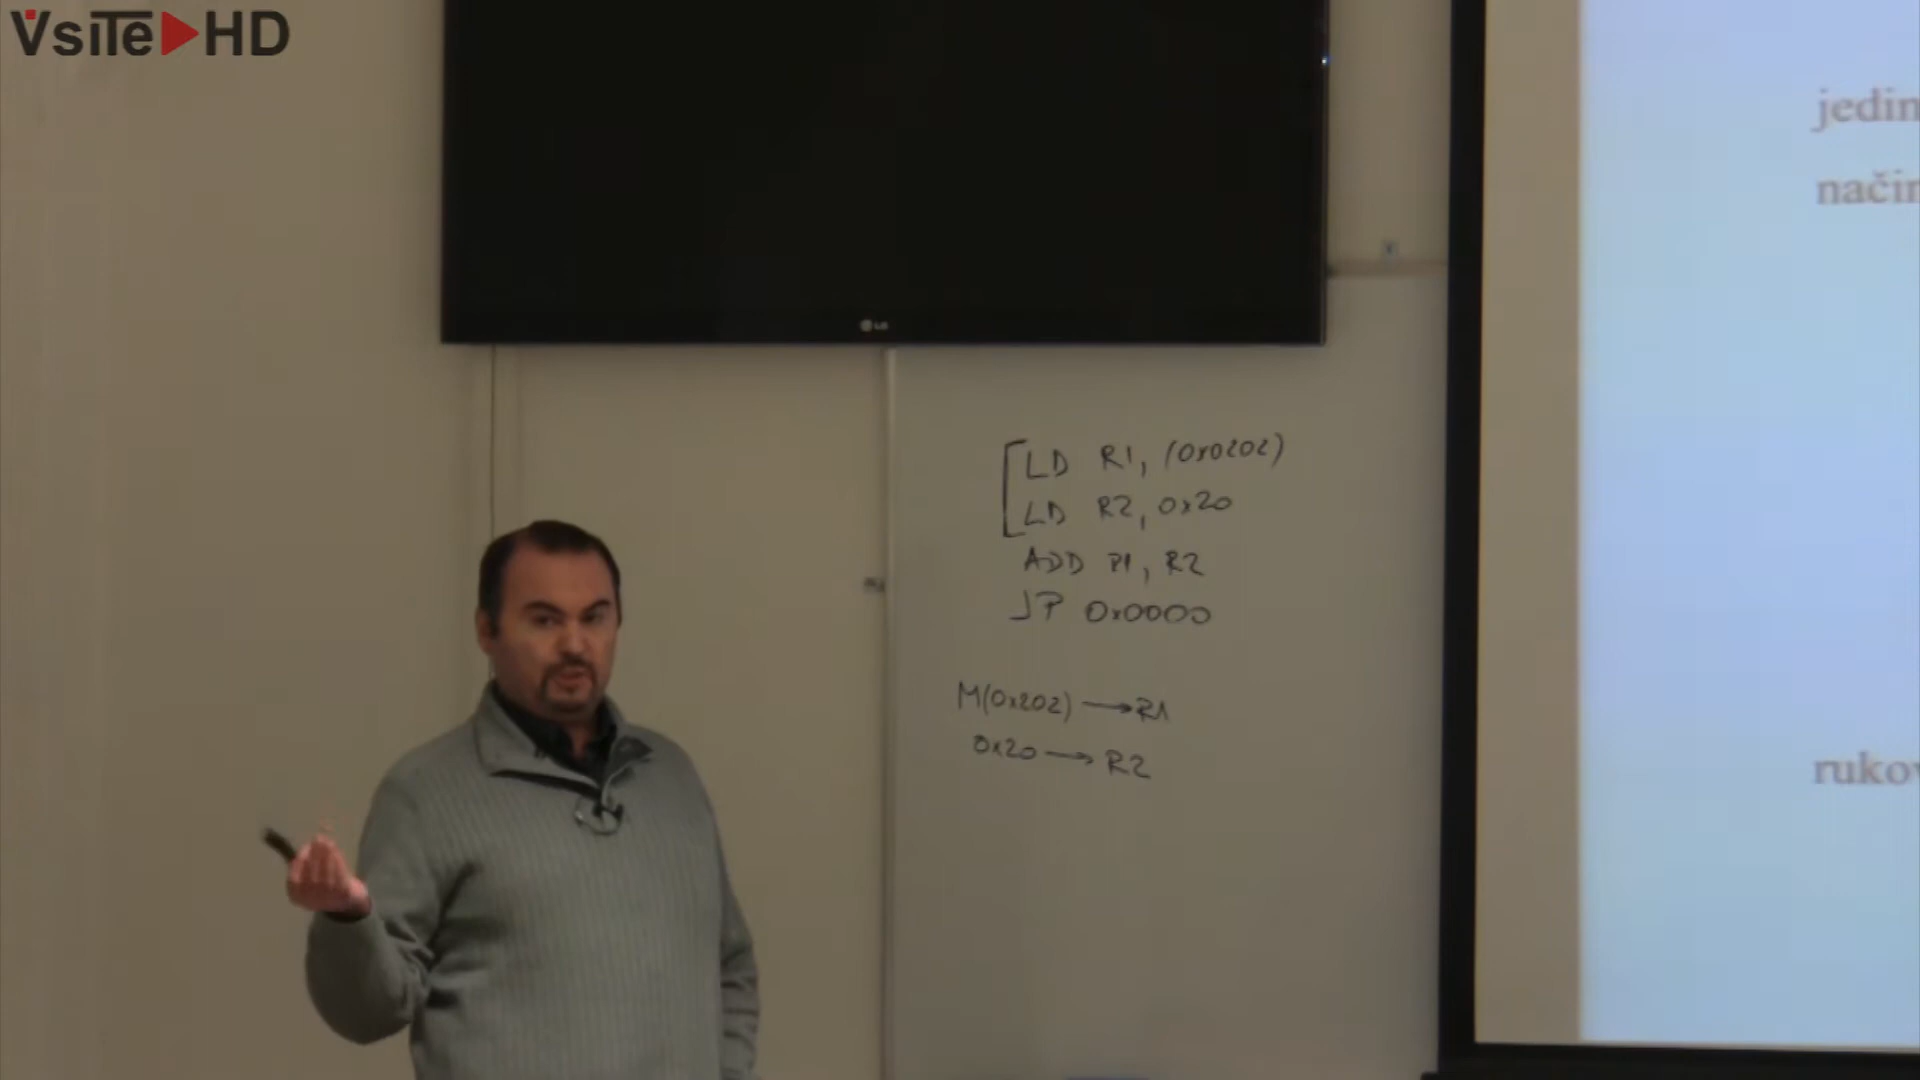 VsiTe HD
LG
[LD R1, (0x0202)
LD R2, 0x20
ADD R1, R2
JP 0x0000
M(0x202) → R1
0x20 → R2
jedin
način
rukov